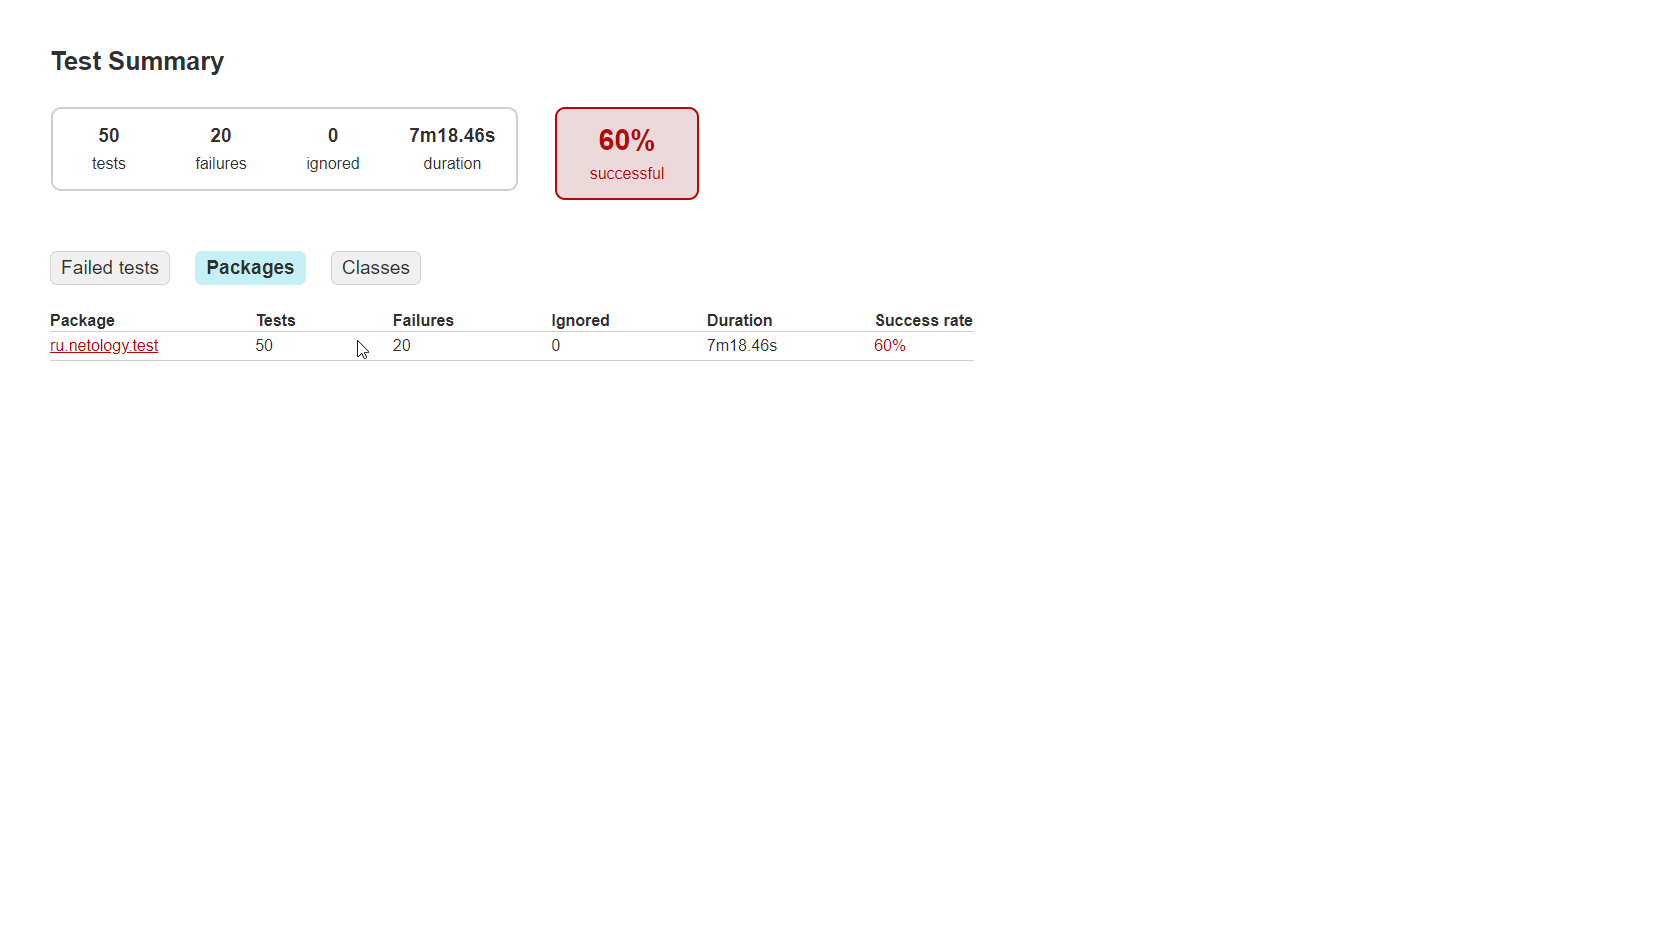 Test Summary
50 20 0 7m18.46s
tests failures ignored duration
60%
successful
Failed tests Packages Classes
Package Tests Failures Ignored Duration Success rate
ru.netology.test 50 20 0 7m18.46s 60%